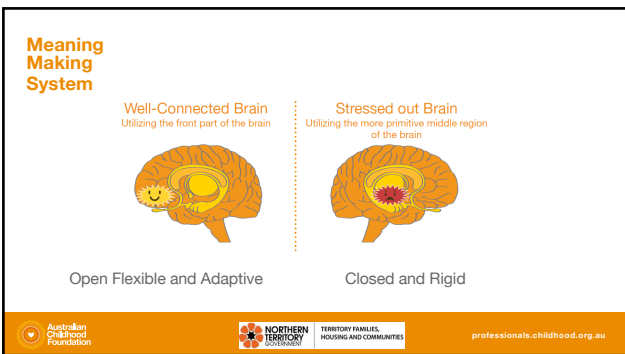 Meaning
Making
System
Well-Connected Brain
Utilizing the front part of the brain
Stressed out Brain
Utilizing the more primitive middle region
of the brain
Open Flexible and Adaptive
Closed and Rigid
Australian
Childhood
Foundation
NORTHERN
TERRITORY
GOVERNMENT
TERRITORY FAMILIES,
HOUSING AND COMMUNITIES
professionals.childhood.org.au